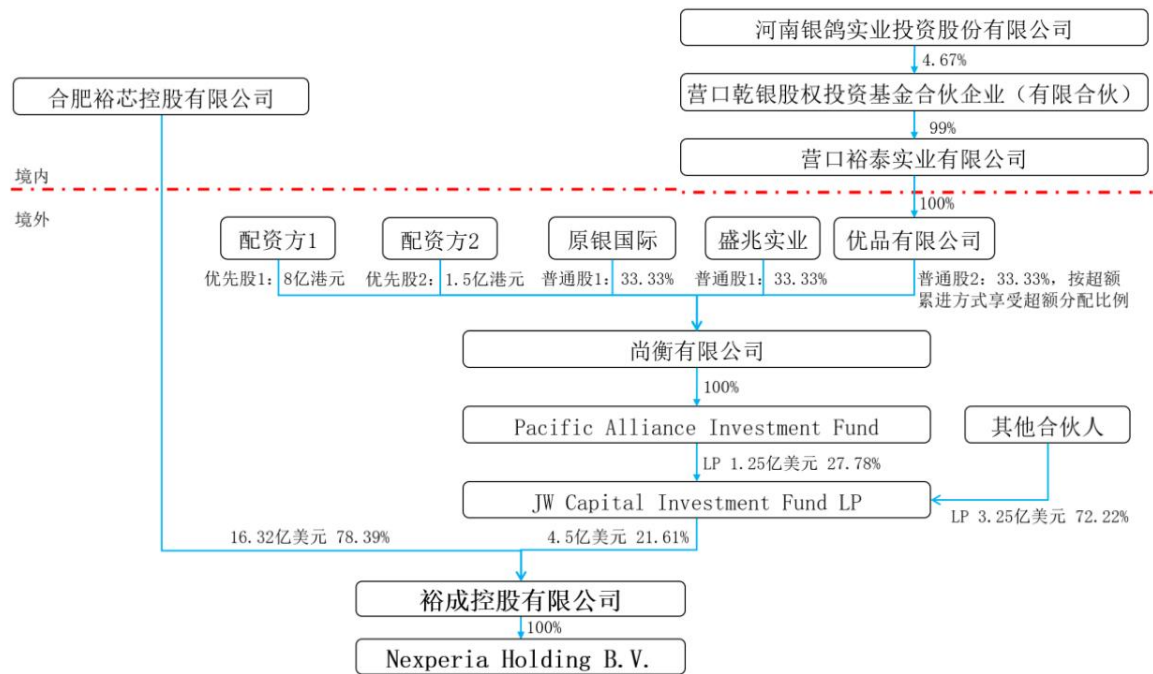 河南银鸽实业投资股份有限公司
4.67%
合肥裕芯控股有限公司
营口乾银股权投资基金合伙企业（有限合伙）
99%
营口裕泰实业有限公司
境内
境外
100%
配资方1
配资方2
原银国际
盛兆实业
优品有限公司
优先股1: 8亿港元
优先股2: 1.5亿港元
普通股1: 33.33%
普通股1: 33.33%
普通股2: 33.33%, 按超额
累进方式享受超额分配比例
尚衡有限公司
100%
Pacific Alliance Investment Fund
其他合伙人
LP 1.25亿美元 27.78%
JW Capital Investment Fund LP
LP 3.25亿美元 72.22%
16.32亿美元 78.39%
4.5亿美元 21.61%
裕成控股有限公司
100%
Nexperia Holding B.V.